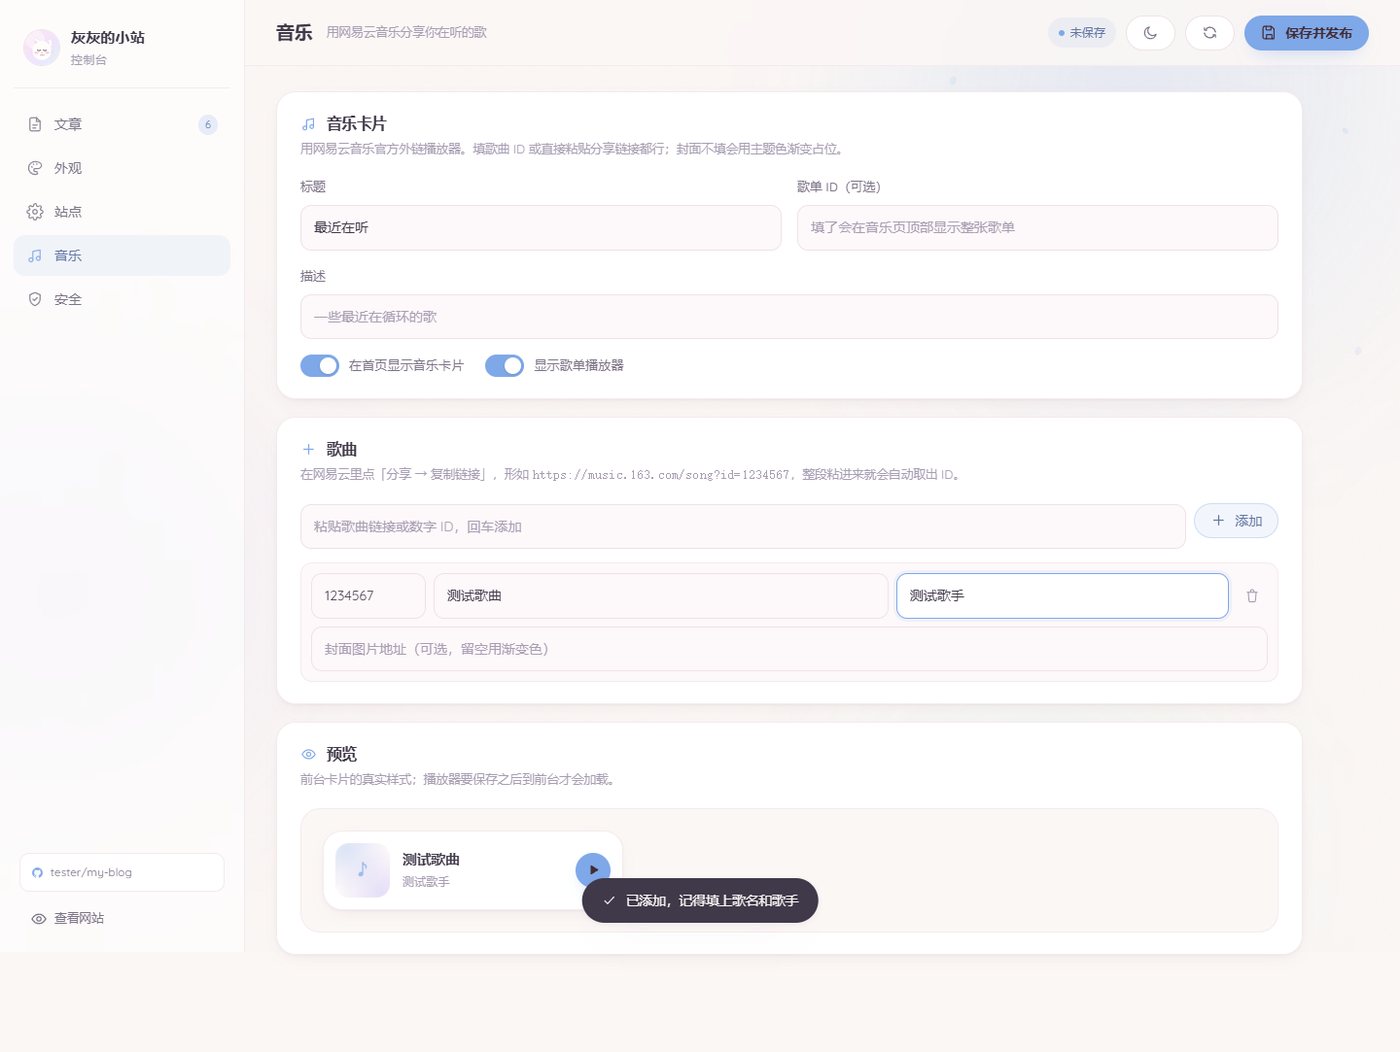 灰灰的小站
控制台
文章 6
外观
站点
音乐
安全
tester/my-blog
查看网站
音乐 用网易云音乐分享你在听的歌
未保存
保存并发布
音乐卡片
用网易云音乐官方外链播放器。填歌曲 ID 或直接粘贴分享链接都行；封面不填会用主题色渐变占位。
标题
最近在听
歌单 ID（可选）
填了会在音乐页顶部显示整张歌单
描述
一些最近在循环的歌
在首页显示音乐卡片 显示歌单播放器
歌曲
在网易云里点「分享 → 复制链接」，形如 https://music.163.com/song?id=1234567，整段粘进来就会自动取出 ID。
粘贴歌曲链接或数字 ID，回车添加
添加
1234567 测试歌曲 测试歌手
封面图片地址（可选，留空用渐变色）
预览
前台卡片的真实样式；播放器要保存之后到前台才会加载。
测试歌曲
测试歌手
已添加，记得填上歌名和歌手